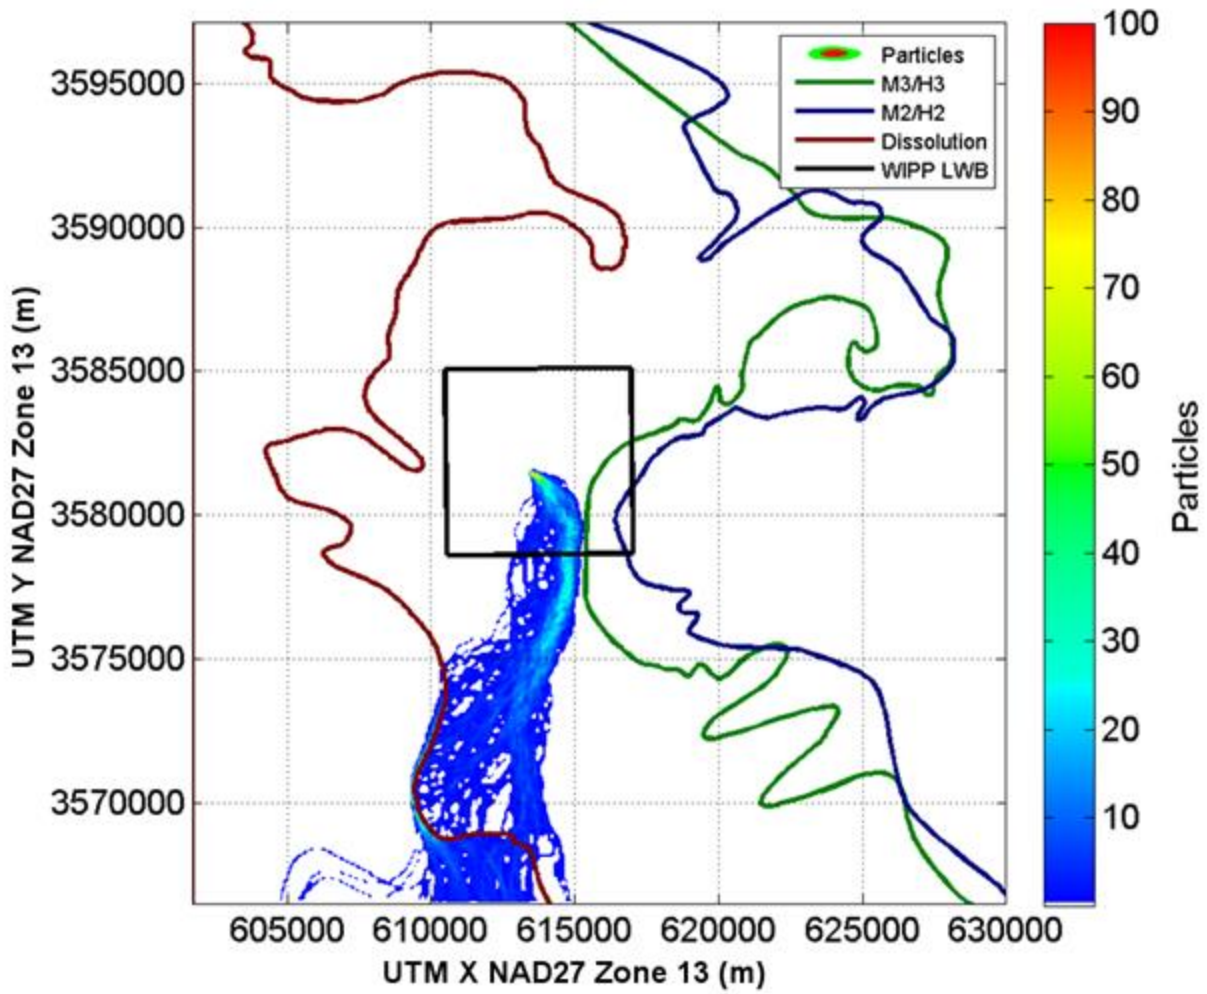 Particles
M3/H3
M2/H2
Dissolution
WIPP LWB
UTM Y NAD27 Zone 13 (m)
3595000
3590000
3585000
3580000
3575000
3570000
605000 610000 615000 620000 625000 630000
UTM X NAD27 Zone 13 (m)
100
90
80
70
60
50
40
30
20
10
Particles